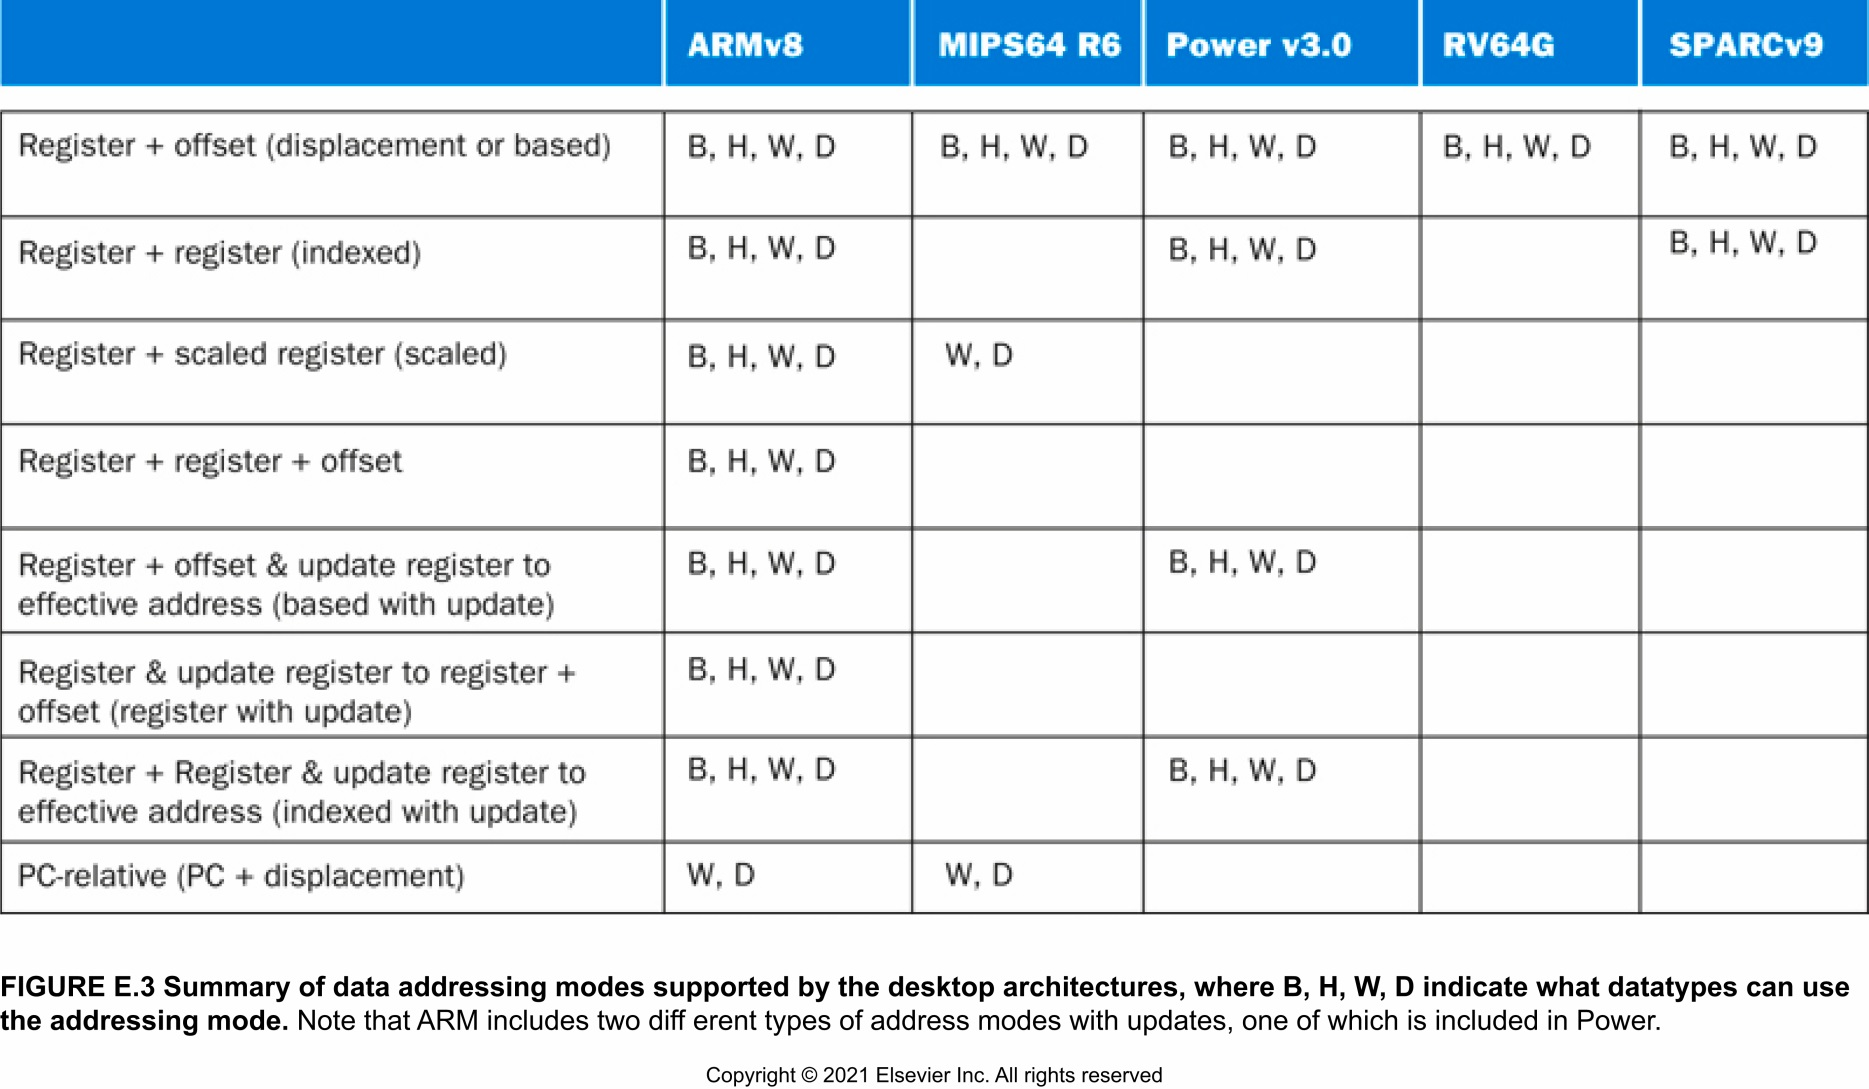 ARMv8 MIPS64 R6 Power v3.0 RV64G SPARCv9
Register + offset (displacement or based) B, H, W, D B, H, W, D B, H, W, D B, H, W, D B, H, W, D
Register + register (indexed) B, H, W, D B, H, W, D B, H, W, D
Register + scaled register (scaled) B, H, W, D W, D
Register + register + offset B, H, W, D
Register + offset & update register to
effective address (based with update) B, H, W, D B, H, W, D
Register & update register to register +
offset (register with update) B, H, W, D
Register + Register & update register to
effective address (indexed with update) B, H, W, D B, H, W, D
PC-relative (PC + displacement) W, D W, D
FIGURE E.3 Summary of data addressing modes supported by the desktop architectures, where B, H, W, D indicate what datatypes can use
the addressing mode. Note that ARM includes two diff erent types of address modes with updates, one of which is included in Power.
Copyright © 2021 Elsevier Inc. All rights reserved